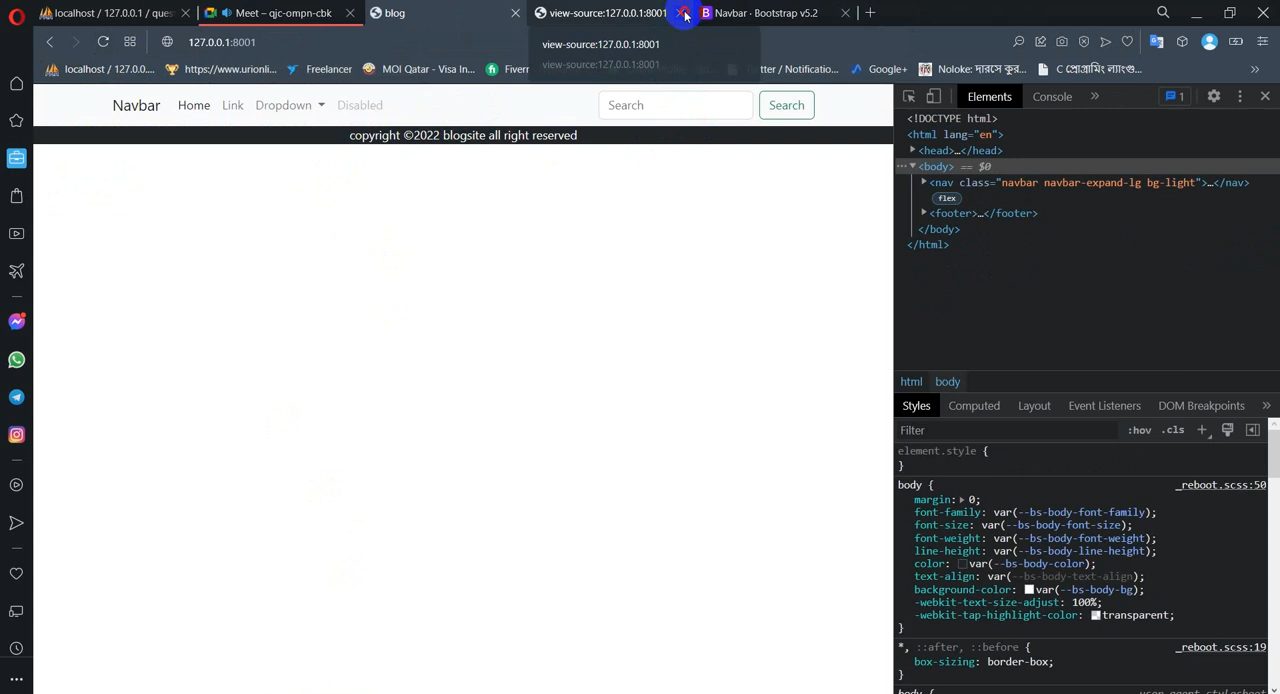 localhost / 127.0.0.1 / ques
Meet – qjc-ompn-cbk
blog
view-source:127.0.0.1:8001
Navbar · Bootstrap v5.2
127.0.0.1:8001
view-source:127.0.0.1:8001
view-source:127.0.0.1:8001
localhost / 127.0.0....
https://www.urionli...
Freelancer
MOI Qatar - Visa In...
Fiverr
tter / Notificatio...
Google+
Noloke: দারসে কুর...
C প্রোগ্রামিং ল্যাংগু...
Navbar
Home
Link
Dropdown
Disabled
Search
Search
copyright ©2022 blogsite all right reserved
Elements
Console
1
<!DOCTYPE html>
<html lang="en">
<head>…</head>
<body> == $0
<nav class="navbar navbar-expand-lg bg-light">…</nav>
flex
<footer>…</footer>
</body>
</html>
html
body
Styles
Computed
Layout
Event Listeners
DOM Breakpoints
Filter
:hov
.cls
element.style {
}
body {
_reboot.scss:50
margin: 0;
font-family: var(--bs-body-font-family);
font-size: var(--bs-body-font-size);
font-weight: var(--bs-body-font-weight);
line-height: var(--bs-body-line-height);
color: var(--bs-body-color);
text-align: var(--bs-body-text-align);
background-color: var(--bs-body-bg);
-webkit-text-size-adjust: 100%;
-webkit-tap-highlight-color: transparent;
}
*, ::after, ::before {
_reboot.scss:19
box-sizing: border-box;
}
body {
user agent stylesheet